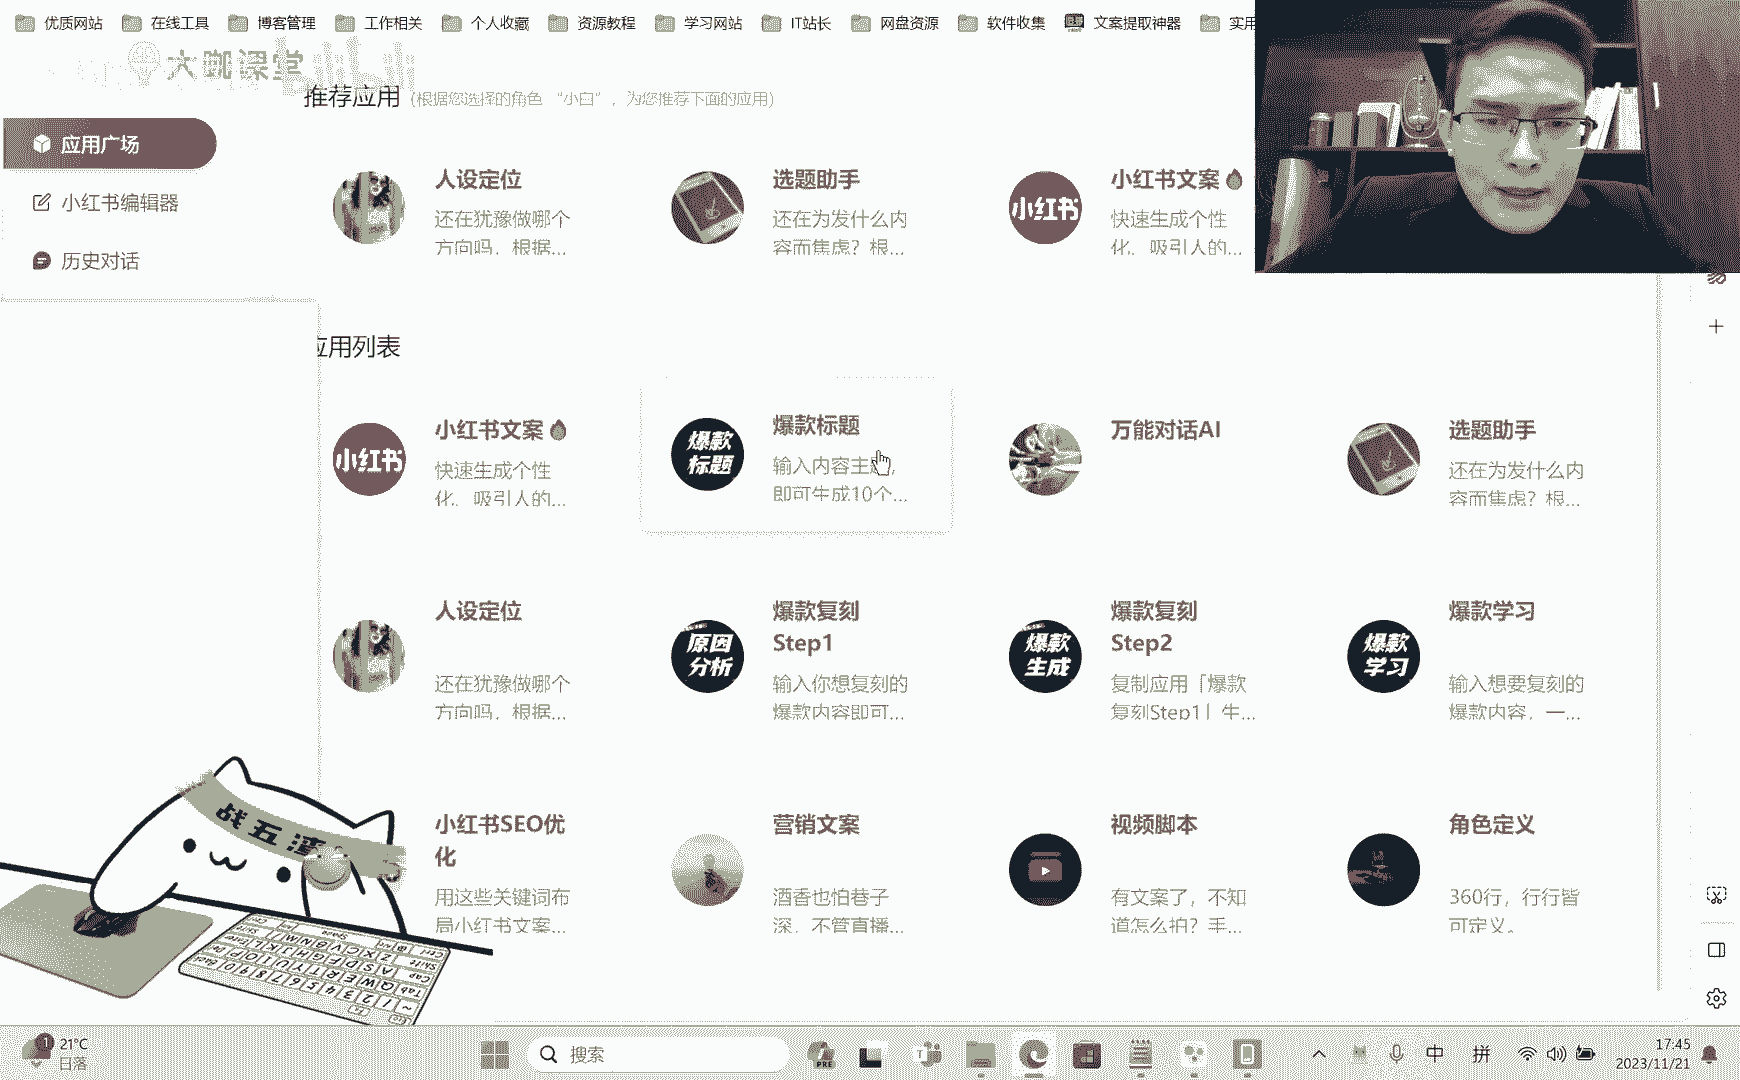 优质网站
在线工具
博客管理
工作相关
个人收藏
资源教程
学习网站
IT站长
网盘资源
软件收集
文案提取神器
实用
大咖课堂
bilibili
推荐应用 (根据您选择的角色 “小白”，为您推荐下面的应用)
应用广场
小红书编辑器
历史对话
人设定位
还在犹豫做哪个
方向吗，根据...
选题助手
还在为发什么内
容而焦虑？根...
小红书
小红书文案
快速生成个性
化、吸引人的...
应用列表
小红书
小红书文案
快速生成个性
化、吸引人的...
爆款
标题
爆款标题
输入内容主题，
即可生成10个...
万能对话AI
选题助手
还在为发什么内
容而焦虑？根...
人设定位
还在犹豫做哪个
方向吗，根据...
原因
分析
爆款复刻
Step1
输入你想复刻的
爆款内容即可...
爆款
生成
爆款复刻
Step2
复制应用「爆款
复刻Step1」生...
爆款
学习
爆款学习
输入想要复刻的
爆款内容，一...
小红书SEO优
化
用这些关键词布
局小红书文案...
营销文案
酒香也怕巷子
深，不管直播...
视频脚本
有文案了，不知
道怎么拍？手...
角色定义
360行，行行皆
可定义。
战五渣
1
21°C
日落
搜索
PRE
中
拼
17:45
2023/11/21